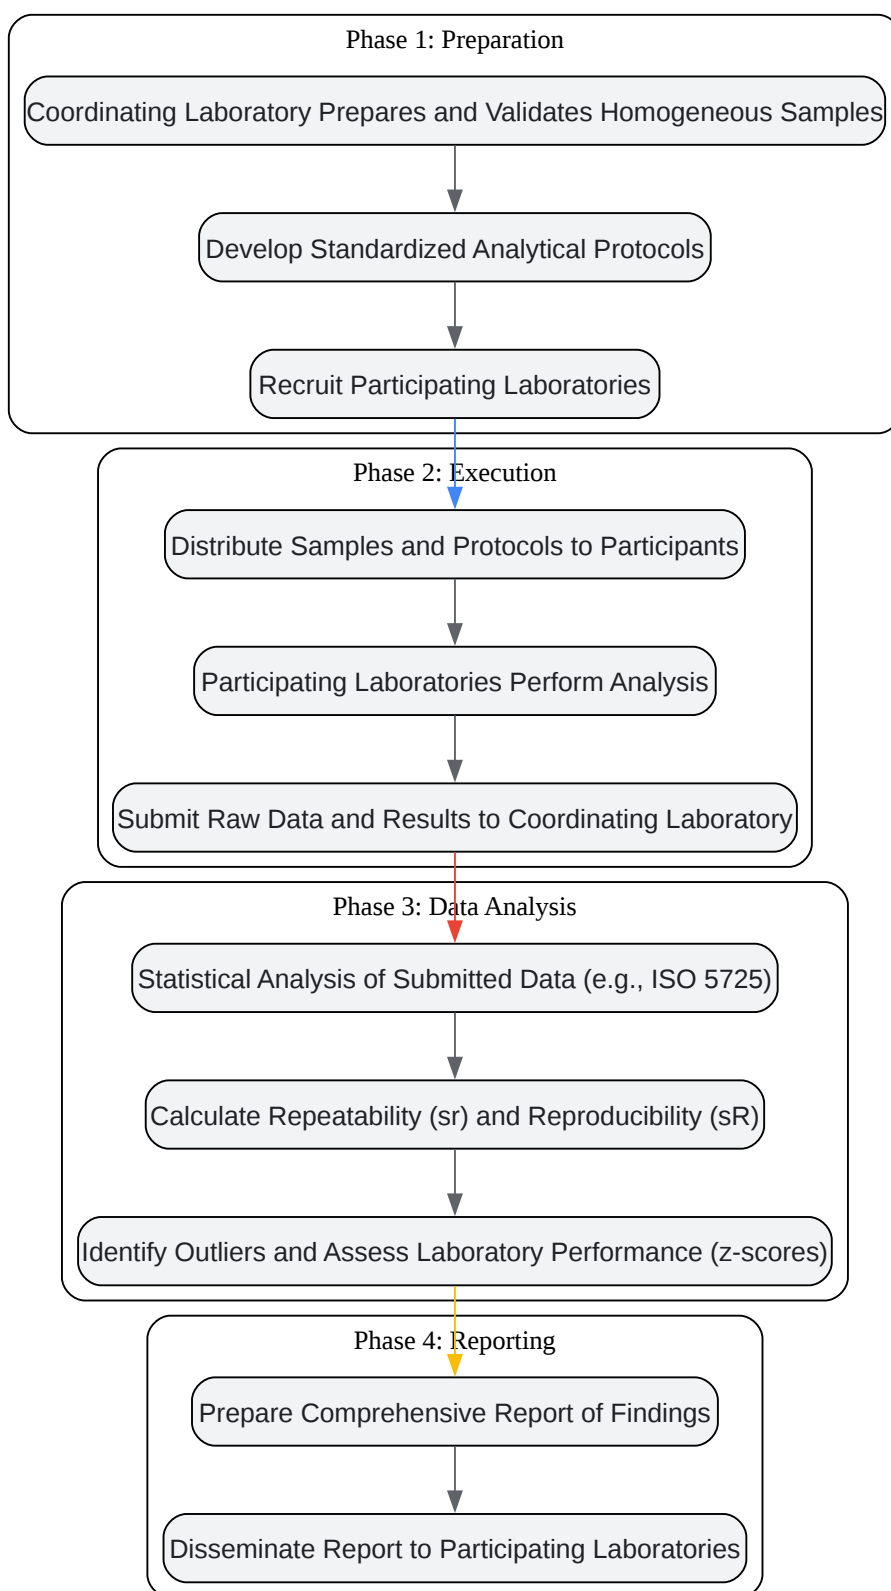 Phase 1: Preparation
Coordinating Laboratory Prepares and Validates Homogeneous Samples
Develop Standardized Analytical Protocols
Recruit Participating Laboratories
Phase 2: Execution
Distribute Samples and Protocols to Participants
Participating Laboratories Perform Analysis
Submit Raw Data and Results to Coordinating Laboratory
Phase 3: Data Analysis
Statistical Analysis of Submitted Data (e.g., ISO 5725)
Calculate Repeatability (sr) and Reproducibility (sR)
Identify Outliers and Assess Laboratory Performance (z-scores)
Phase 4: Reporting
Prepare Comprehensive Report of Findings
Disseminate Report to Participating Laboratories